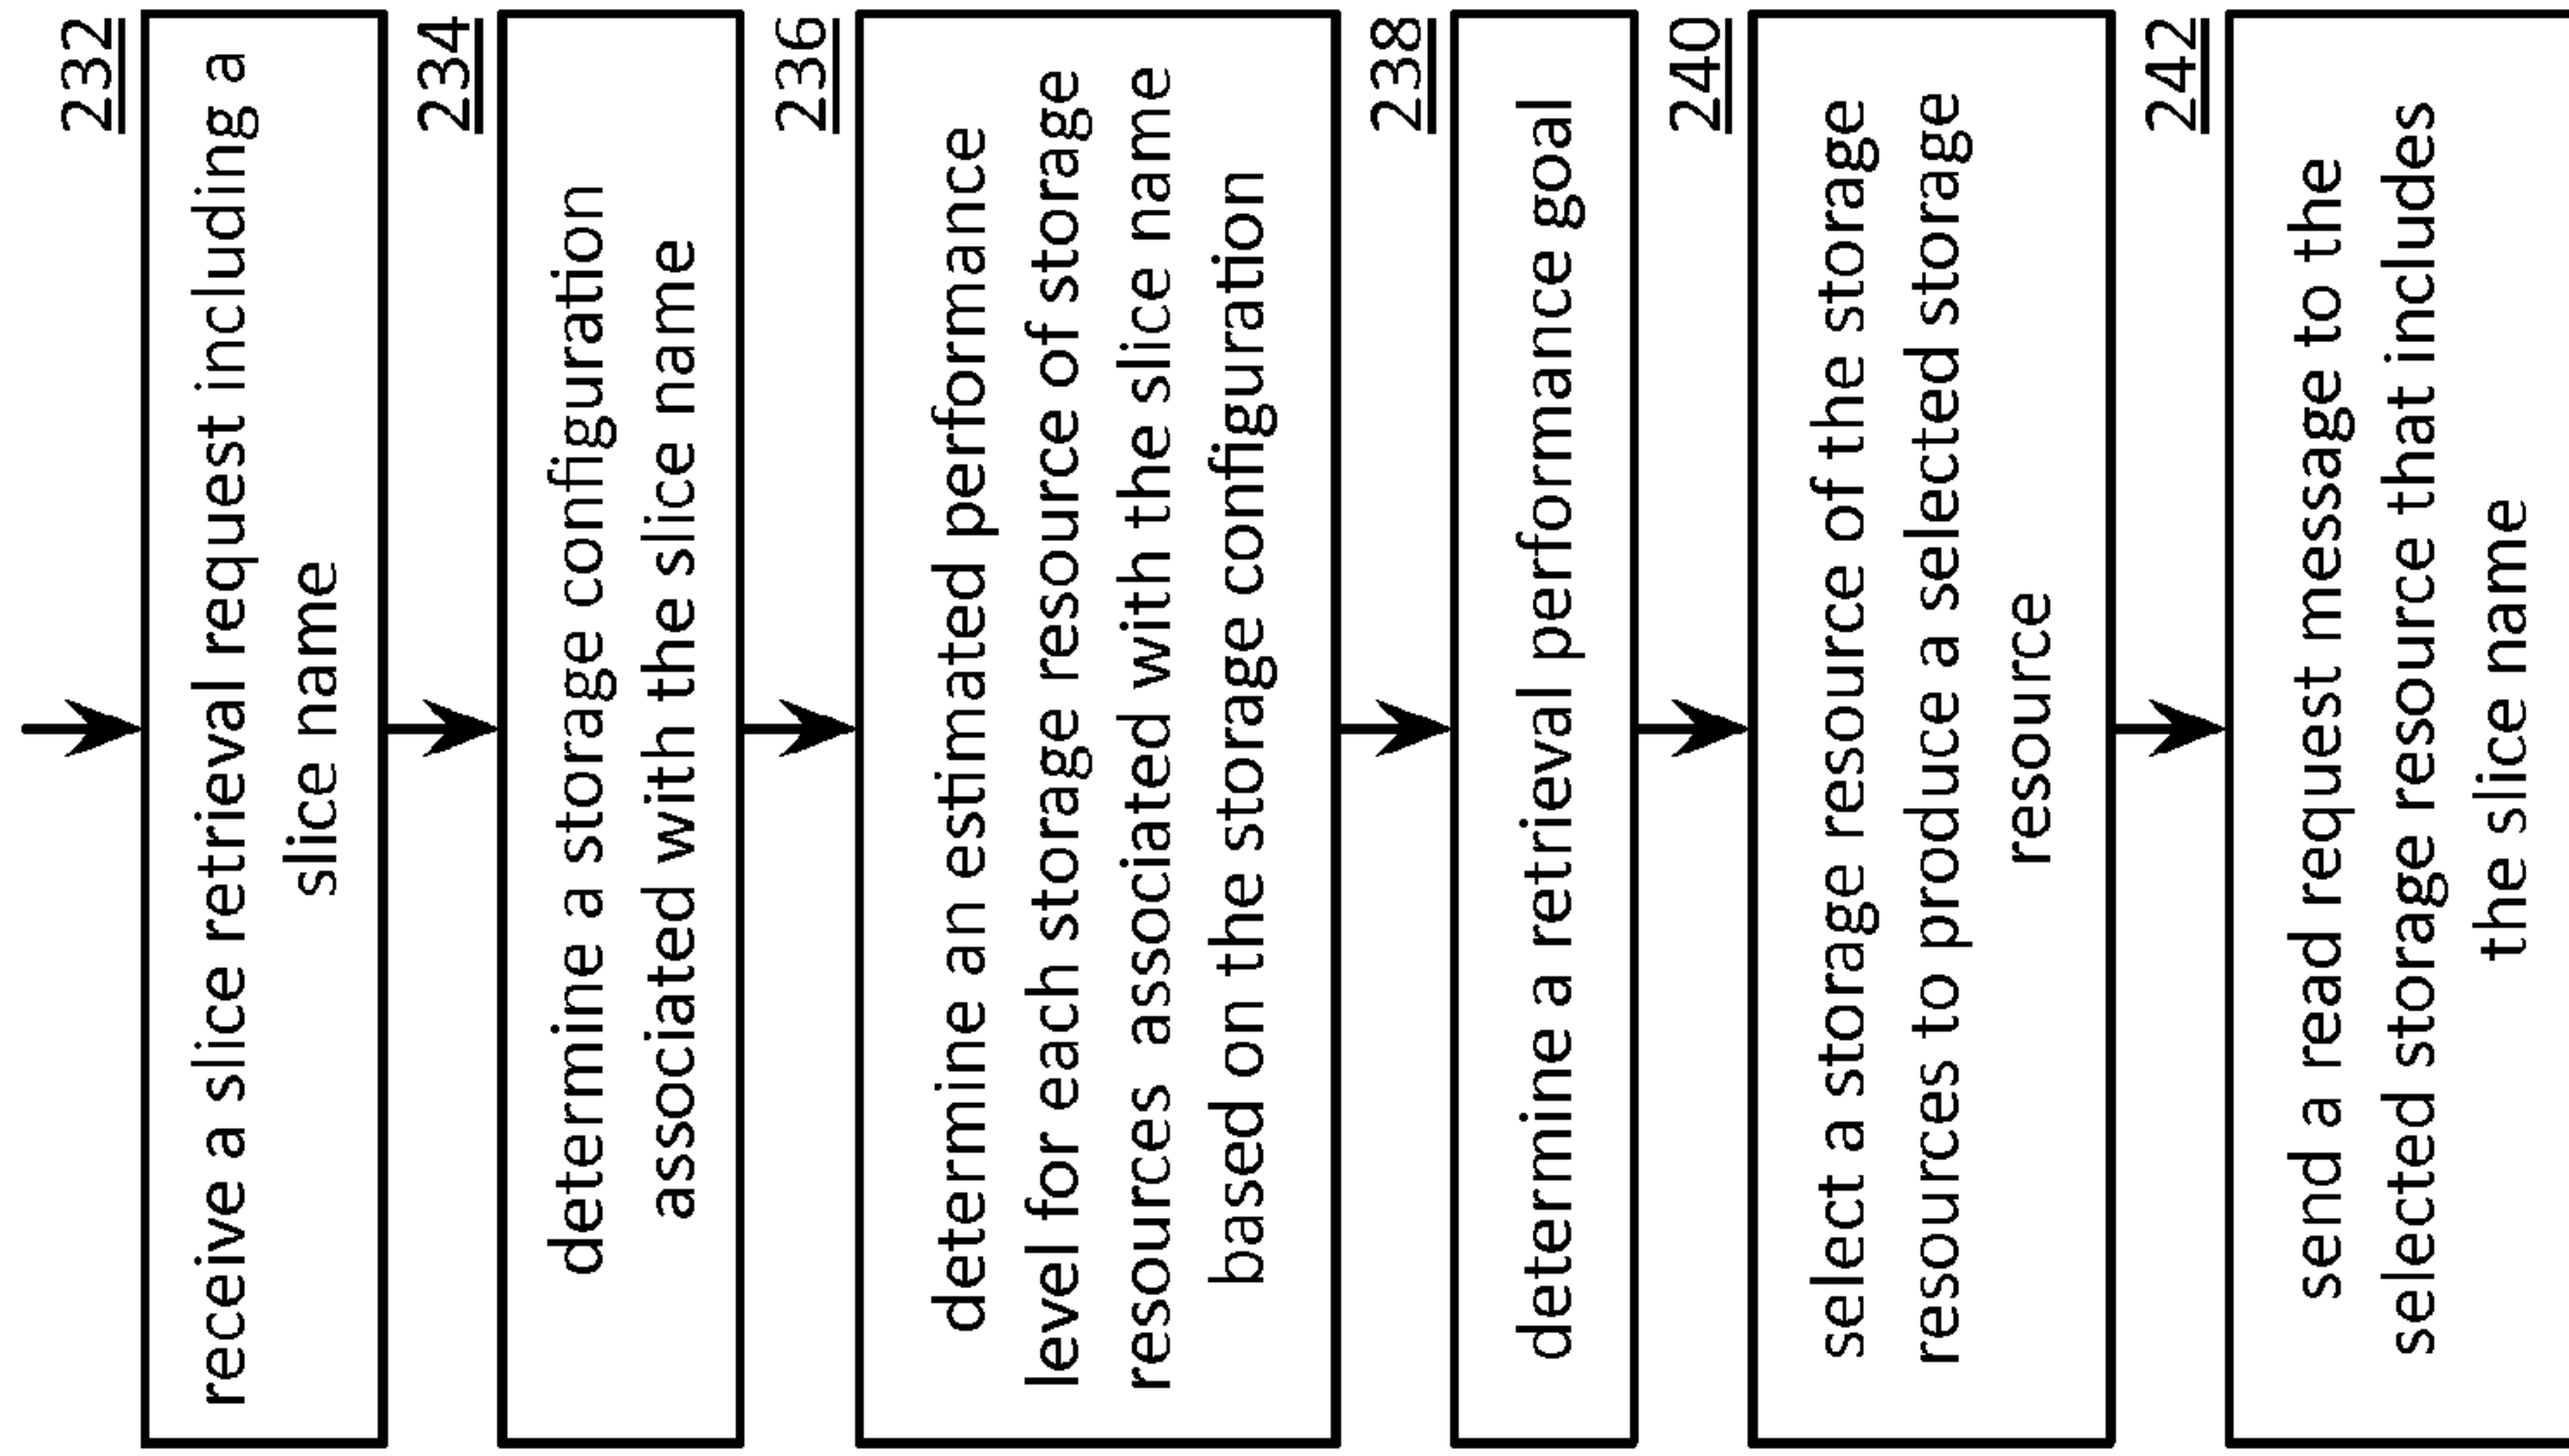 232
receive a slice retrieval request including a
slice name
234
determine a storage configuration
associated with the slice name
236
determine an estimated performance
level for each storage resource of storage
resources associated with the slice name
based on the storage configuration
238
determine a retrieval performance goal
240
select a storage resource of the storage
resources to produce a selected storage
resource
242
send a read request message to the
selected storage resource that includes
the slice name